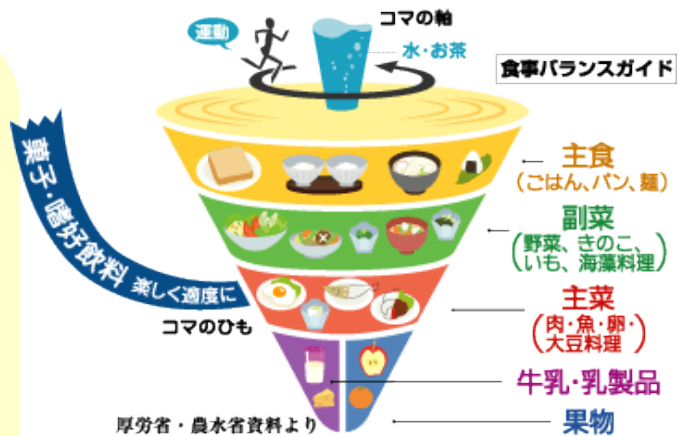 コマの軸
運動
水・お茶
食事バランスガイド
主食
(ごはん、パン、麺)
副菜
(野菜、きのこ、
いも、海藻料理)
菓子・嗜好飲料 楽しく適度に
コマのひも
主菜
(肉・魚・卵・
大豆料理)
牛乳・乳製品
果物
厚労省・農水省資料より